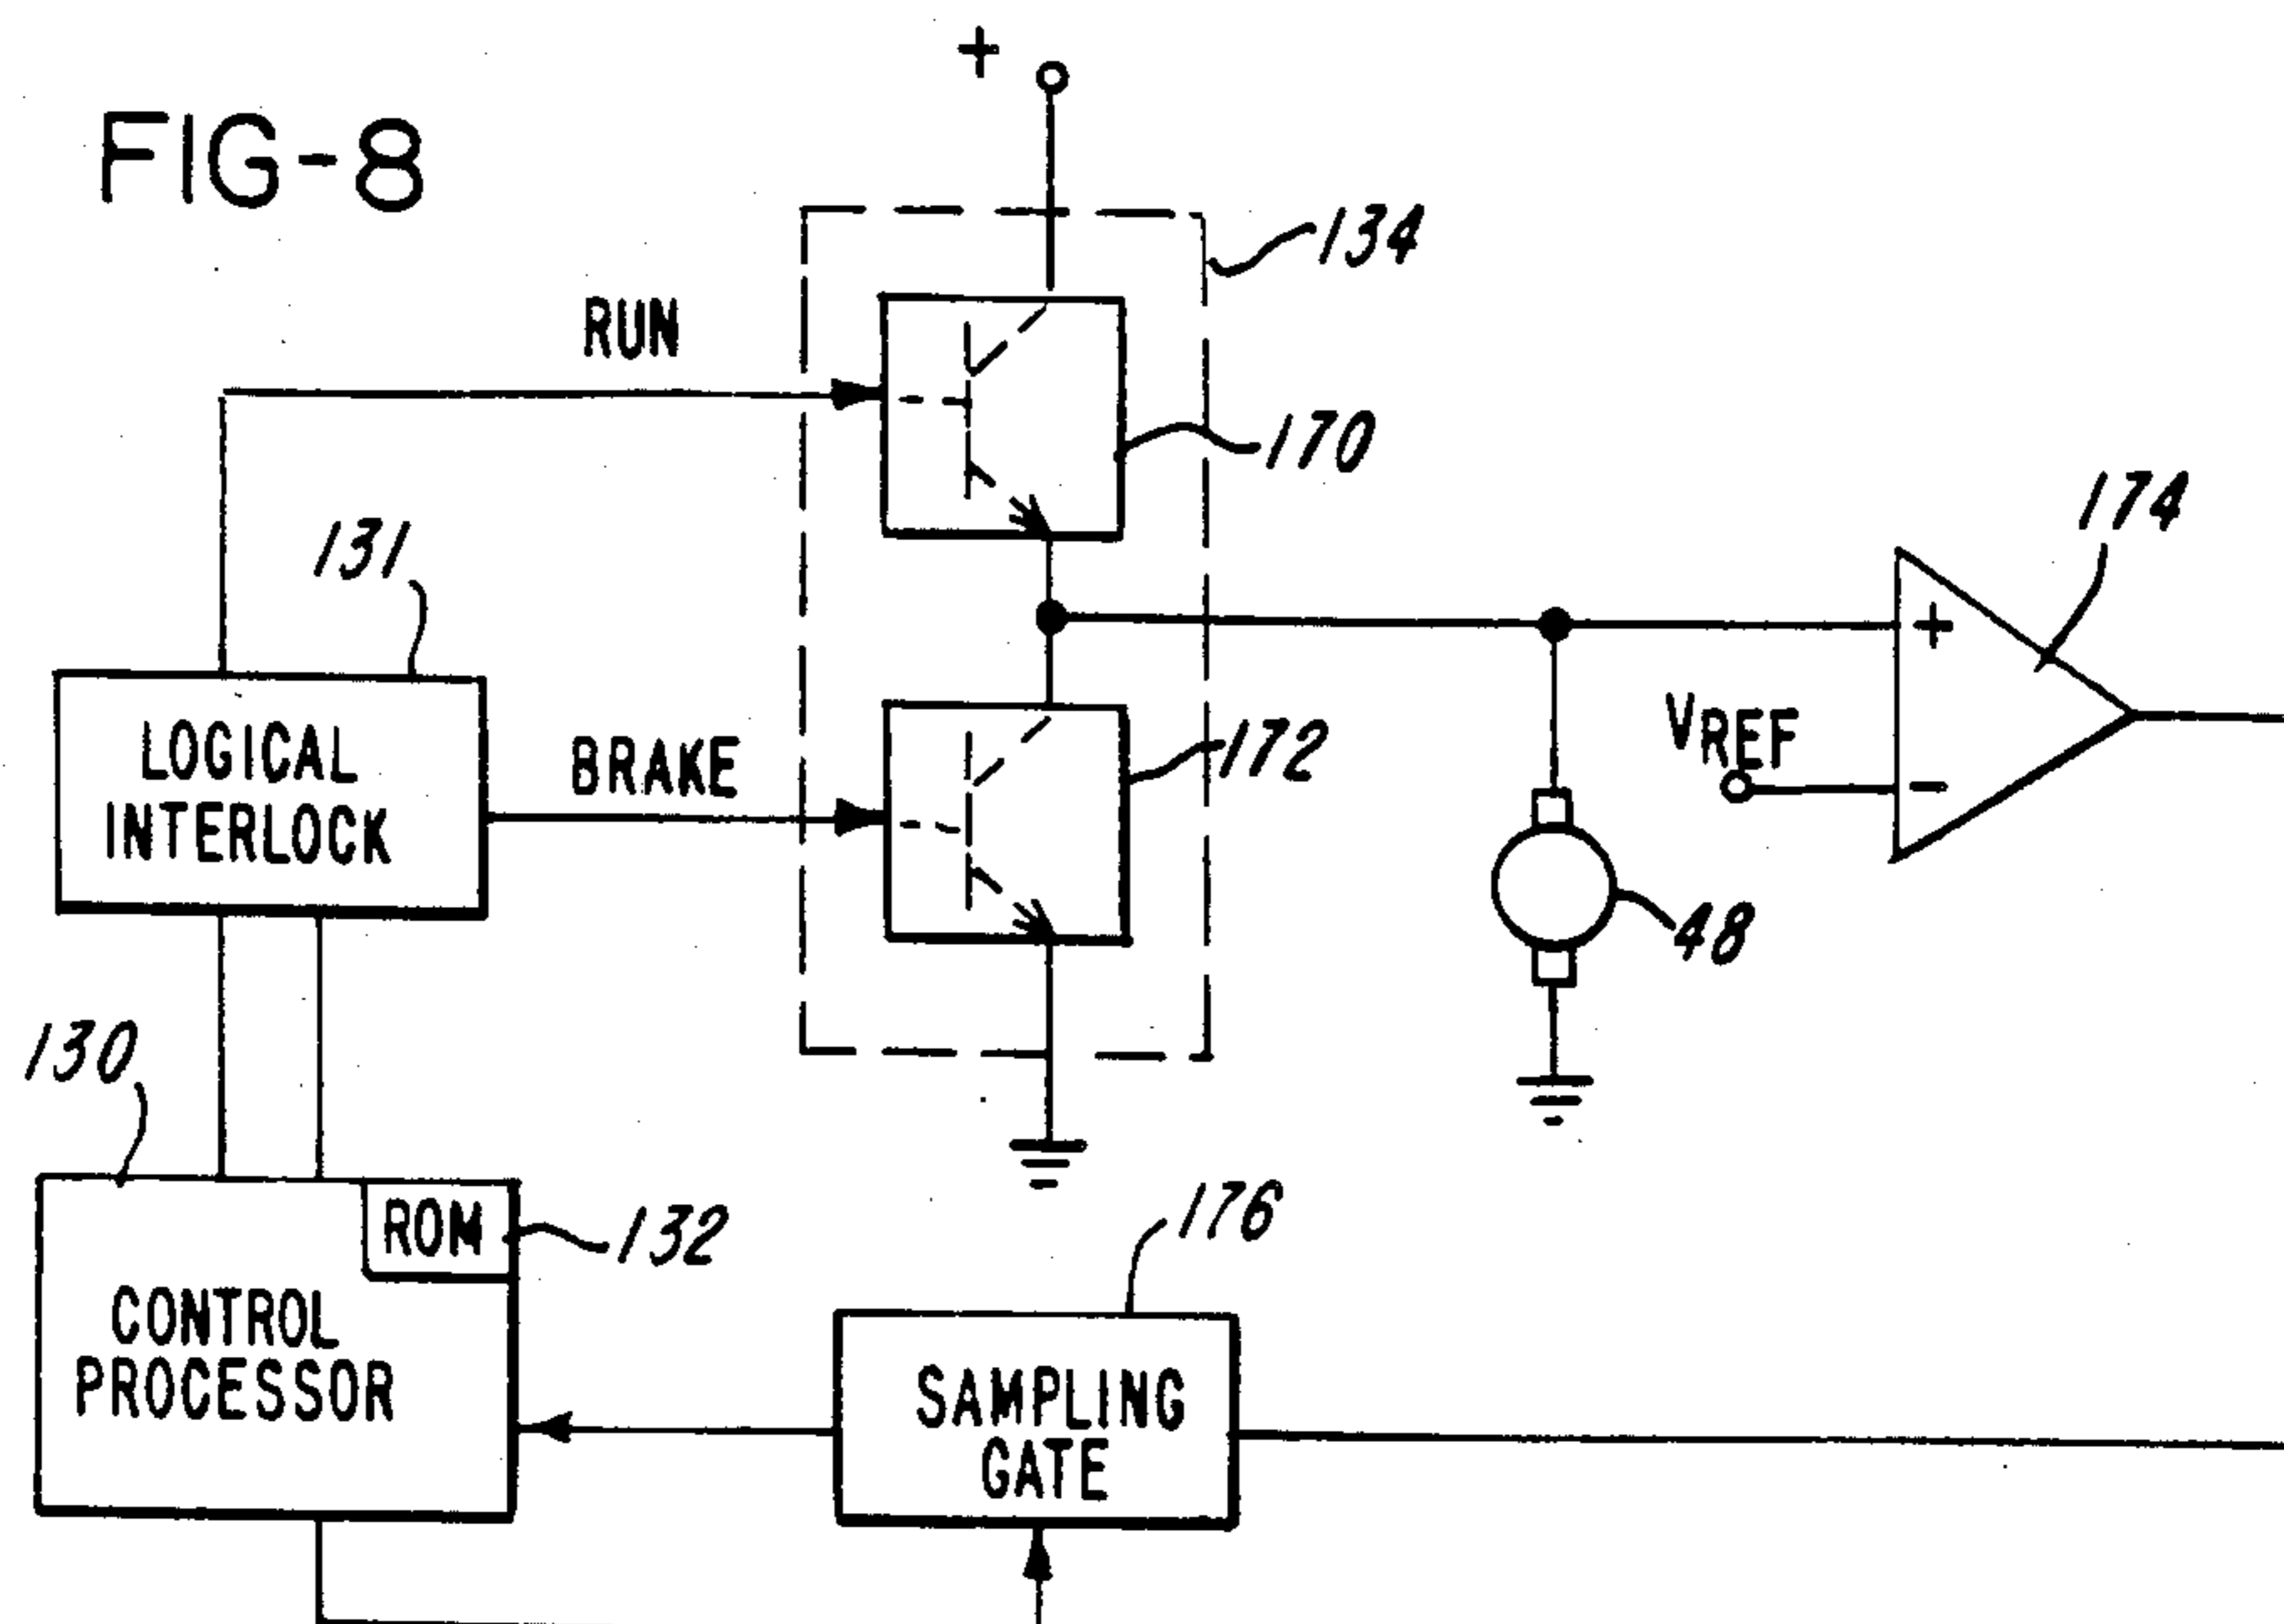 +
FIG-8
134
RUN
170
174
131
+
VREF
LOGICAL
INTERLOCK
BRAKE
172
-
48
130
ROM
132
176
CONTROL
PROCESSOR
SAMPLING
GATE